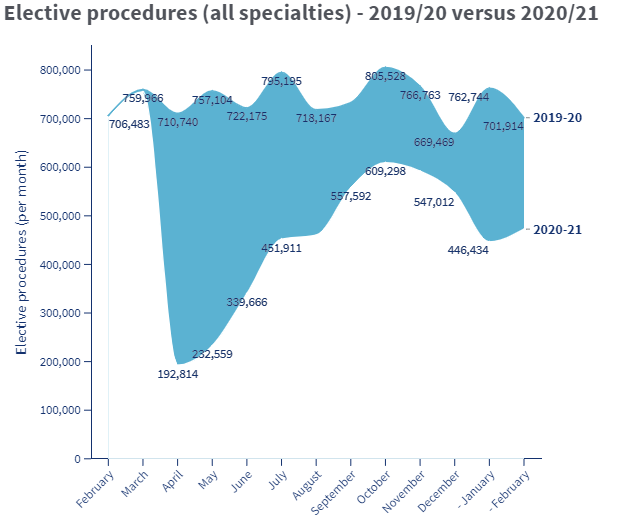 Elective procedures (all specialties) - 2019/20 versus 2020/21
Elective procedures (per month)
800,000
700,000
600,000
500,000
400,000
300,000
200,000
100,000
0
759,966
706,483
710,740
757,104
722,175
795,195
718,167
805,528
766,763
669,469
762,744
701,914
2019-20
192,814
232,559
339,666
451,911
557,592
609,298
547,012
446,434
2020-21
February
March
April
May
June
July
August
September
October
November
December
- January
- February